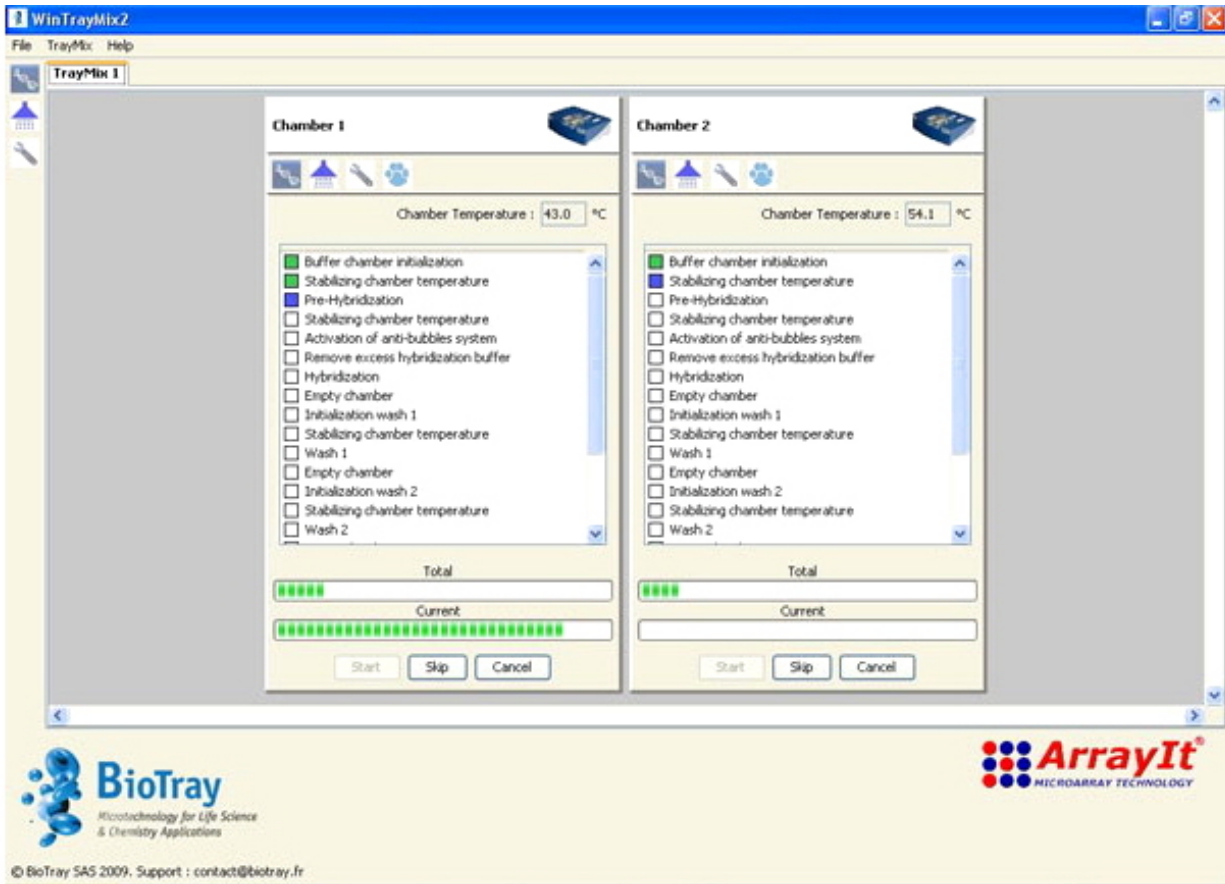 WinTrayMix2
File TrayMix Help
TrayMix 1
Chamber 1
Chamber Temperature : 43.0 °C
Buffer chamber initialization
Stabilizing chamber temperature
Pre-Hybridization
Stabilizing chamber temperature
Activation of anti-bubbles system
Remove excess hybridization buffer
Hybridization
Empty chamber
Initialization wash 1
Stabilizing chamber temperature
Wash 1
Empty chamber
Initialization wash 2
Stabilizing chamber temperature
Wash 2
Total
Current
Start Skip Cancel
Chamber 2
Chamber Temperature : 54.1 °C
Buffer chamber initialization
Stabilizing chamber temperature
Pre-Hybridization
Stabilizing chamber temperature
Activation of anti-bubbles system
Remove excess hybridization buffer
Hybridization
Empty chamber
Initialization wash 1
Stabilizing chamber temperature
Wash 1
Empty chamber
Initialization wash 2
Stabilizing chamber temperature
Wash 2
Total
Current
Start Skip Cancel
BioTray
Microtechnology for Life Science
& Chemistry Applications
ArrayIt®
MICROARRAY TECHNOLOGY
© BioTray SAS 2009. Support : contact@biotray.fr